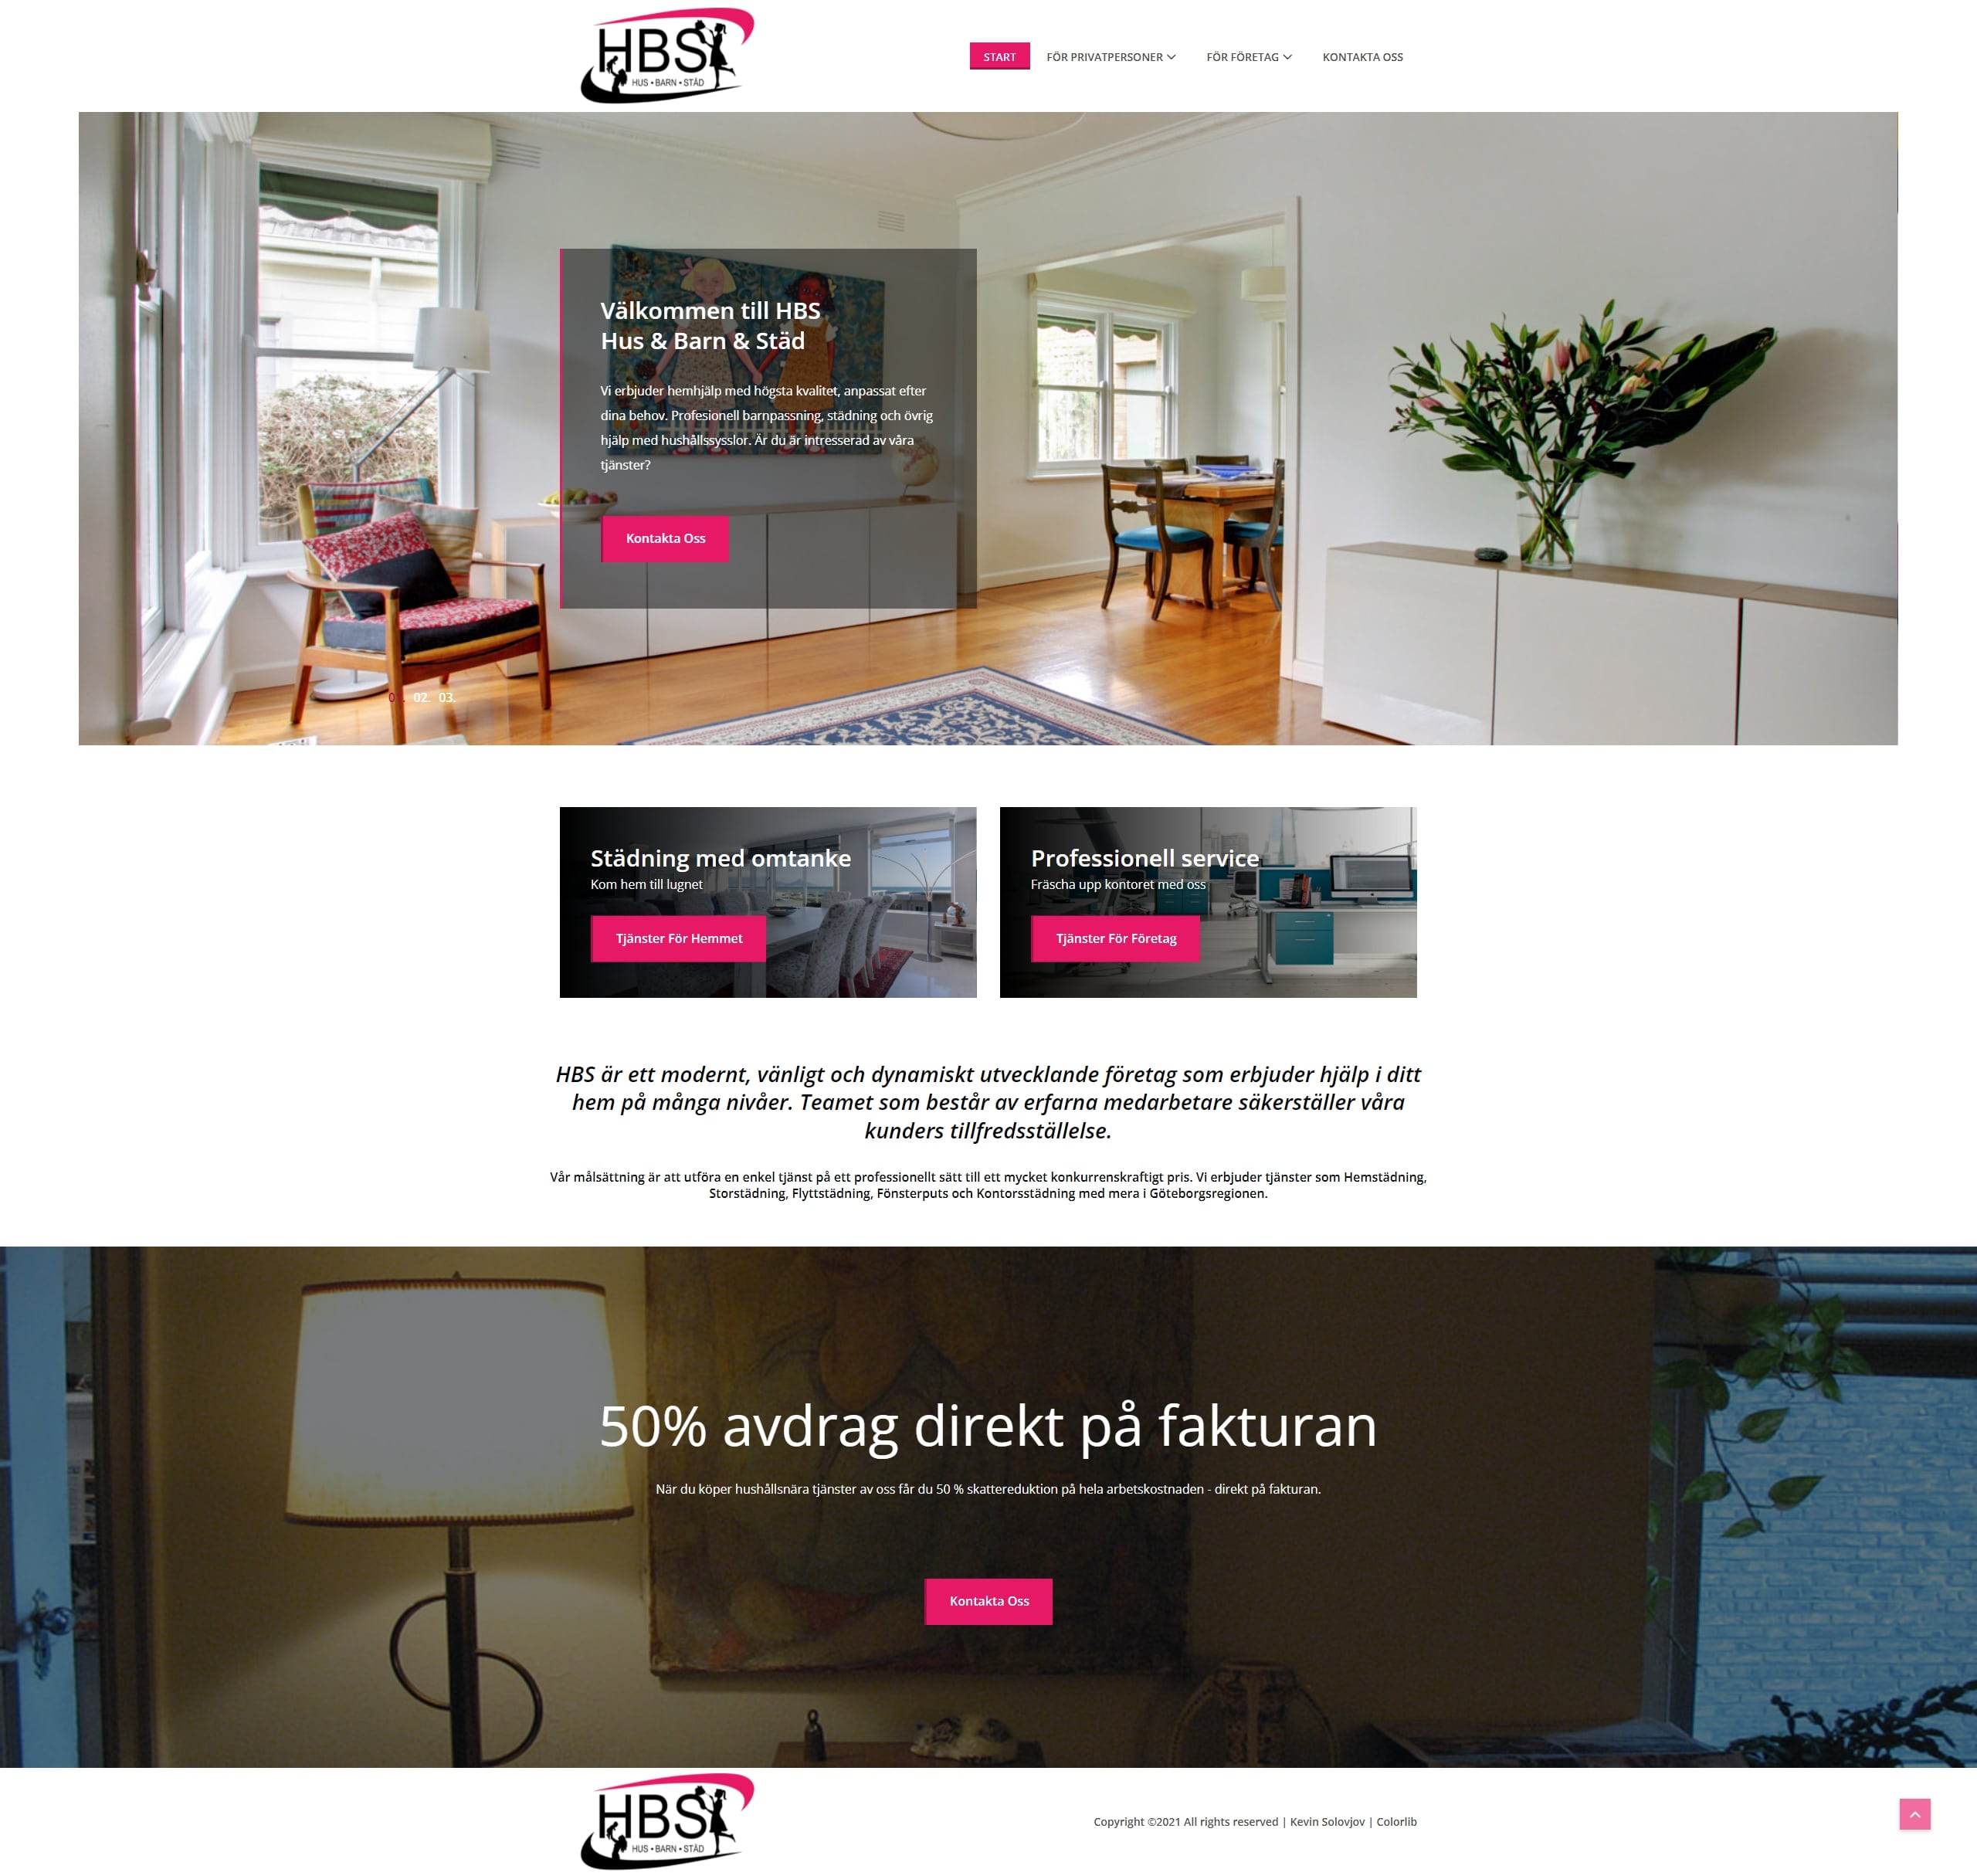 HBS
HUS • BARN • STÄD
START
FÖR PRIVATPERSONER
FÖR FÖRETAG
KONTAKTA OSS
Välkommen till HBS
Hus & Barn & Städ
Vi erbjuder hemhjälp med högsta kvalitet, anpassat efter
dina behov. Profesionell barnpassning, städning och övrig
hjälp med hushållssysslor. Är du är intresserad av våra
tjänster?
Kontakta Oss
02. 03.
Städning med omtanke
Kom hem till lugnet
Tjänster För Hemmet
Professionell service
Fräscha upp kontoret med oss
Tjänster För Företag
HBS är ett modernt, vänligt och dynamiskt utvecklande företag som erbjuder hjälp i ditt
hem på många nivåer. Teamet som består av erfarna medarbetare säkerställer våra
kunders tillfredsställelse.
Vår målsättning är att utföra en enkel tjänst på ett professionellt sätt till ett mycket konkurrenskraftigt pris. Vi erbjuder tjänster som Hemstädning,
Storstädning, Flyttstädning, Fönsterputs och Kontorsstädning med mera i Göteborgsregionen.
50% avdrag direkt på fakturan
När du köper hushållsnära tjänster av oss får du 50 % skattereduktion på hela arbetskostnaden - direkt på fakturan.
Kontakta Oss
HBS
HUS • BARN • STÄD
Copyright ©2021 All rights reserved | Kevin Solovjov | Colorlib